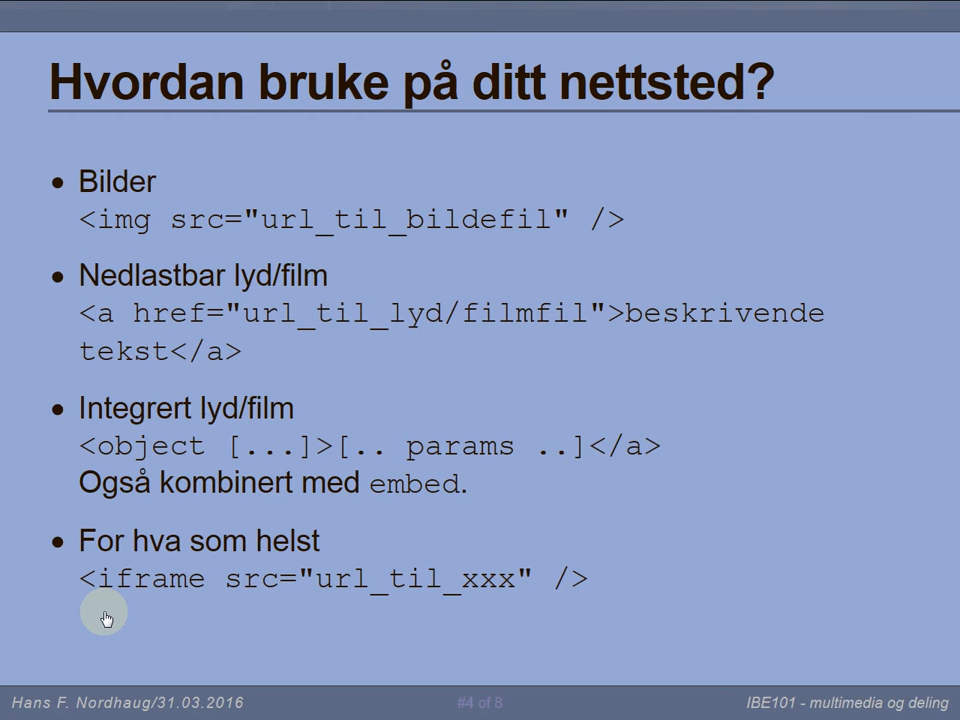 Hvordan bruke på ditt nettsted?
• Bilder
<img src="url_til_bildefil" />
• Nedlastbar lyd/film
<a href="url_til_lyd/filmfil">beskrivende
tekst</a>
• Integrert lyd/film
<object [...]>[.. params ..]</a>
Også kombinert med embed.
• For hva som helst
<iframe src="url_til_xxx" />
Hans F. Nordhaug/31.03.2016 #4 of 8 IBE101 - multimedia og deling